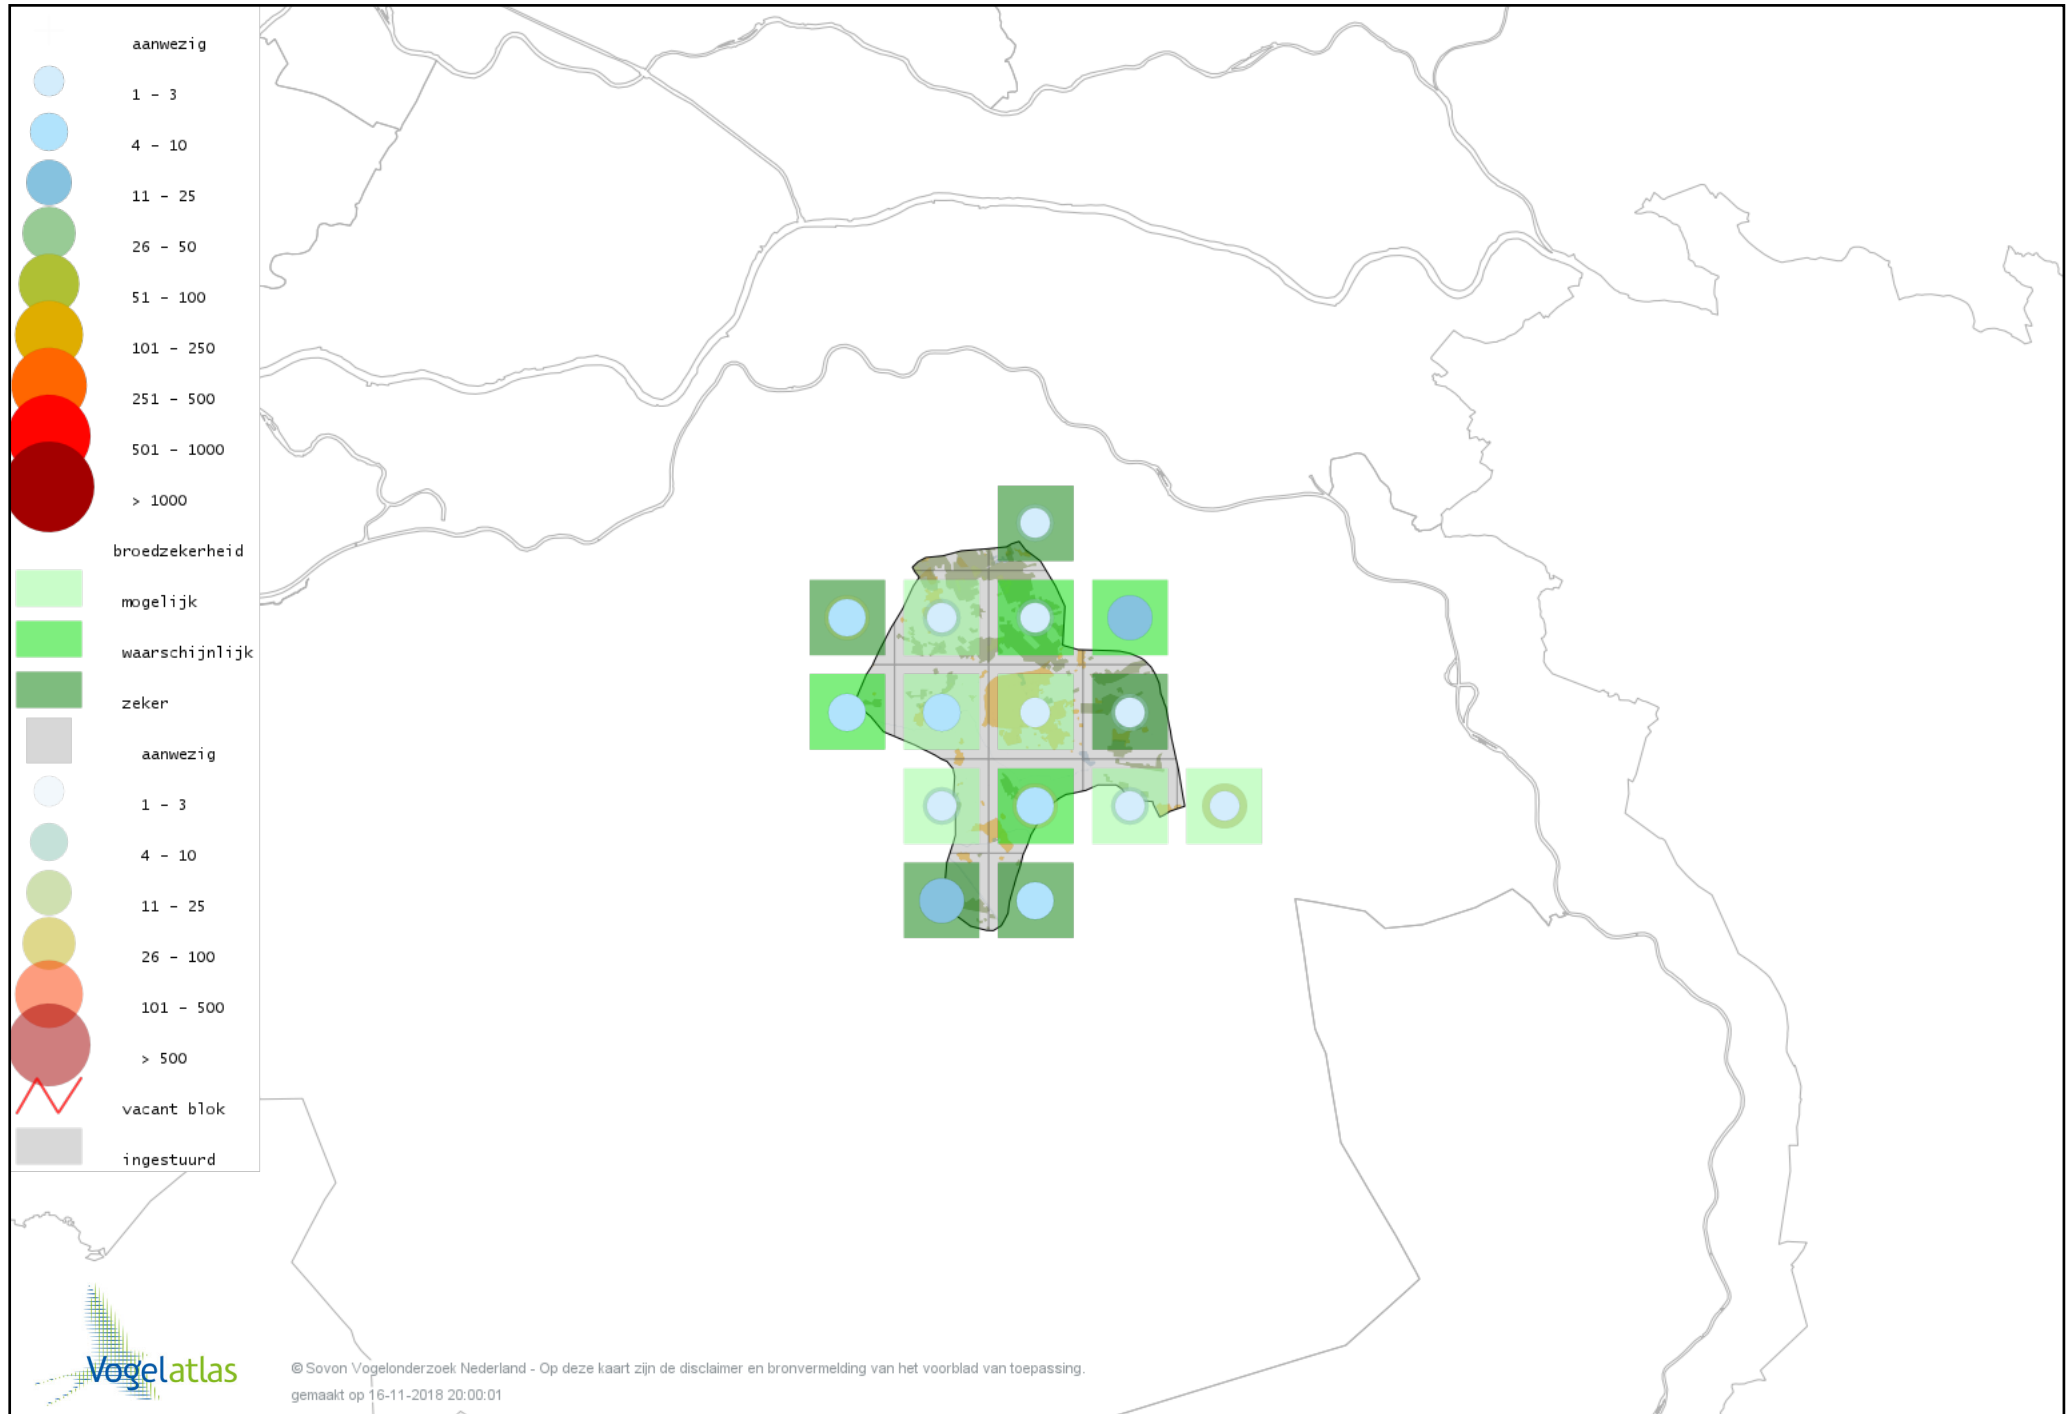 aanwezig
1 - 3
4 - 10
11 - 25
26 - 50
51 - 100
101 - 250
251 - 500
501 - 1000
> 1000
broedzekerheid
mogelijk
waarschijnlijk
zeker
aanwezig
1 - 3
4 - 10
11 - 25
26 - 100
101 - 500
> 500
vacant blok
ingestuurd
Vogelatlas
© Sovon Vogelonderzoek Nederland - Op deze kaart zijn de disclaimer en bronvermelding van het voorblad van toepassing.
gemaakt op 16-11-2018 20:00:01